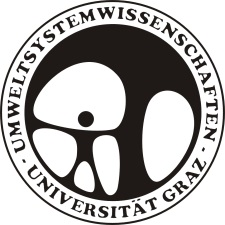 UMWELTSYSTEMWISSENSCHAFTEN
- UNIVERSITÄT GRAZ -